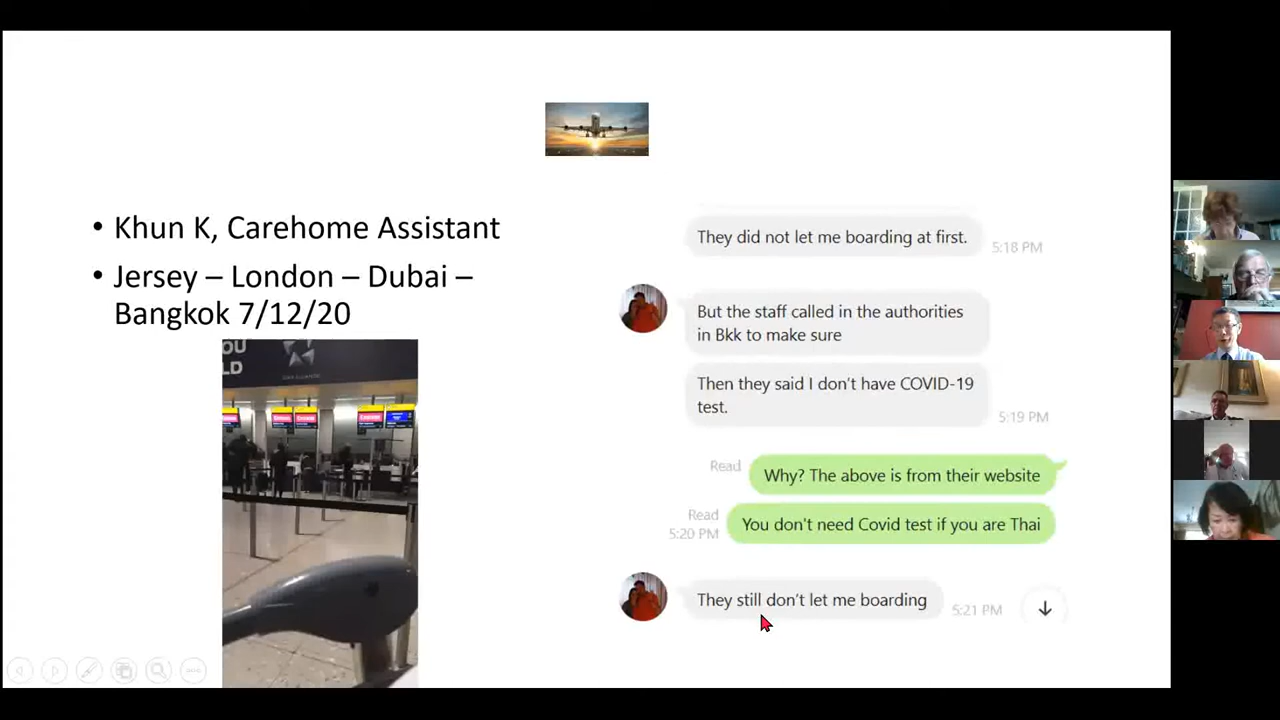 • Khun K, Carehome Assistant
• Jersey – London – Dubai –
Bangkok 7/12/20
They did not let me boarding at first.
5:18 PM
But the staff called in the authorities
in Bkk to make sure
Then they said I don't have COVID-19
test.
5:19 PM
Read
Why? The above is from their website
Read
5:20 PM
You don't need Covid test if you are Thai
They still don't let me boarding
5:21 PM